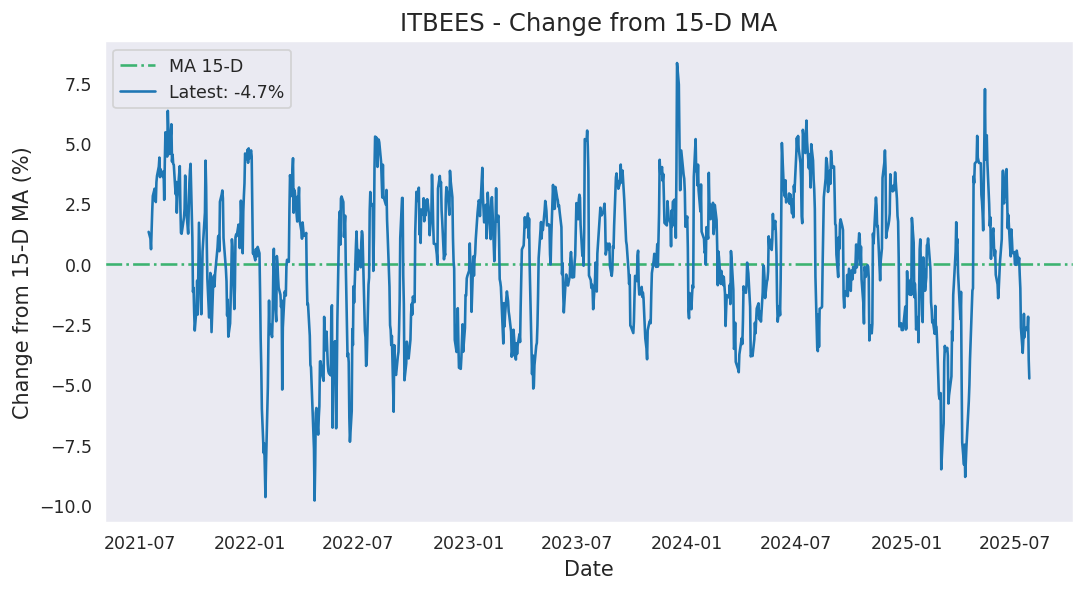 ITBEES - Change from 15-D MA
MA 15-D
Latest: -4.7%
Change from 15-D MA (%)
7.5
5.0
2.5
0.0
−2.5
−5.0
−7.5
−10.0
2021-07 2022-01 2022-07 2023-01 2023-07 2024-01 2024-07 2025-01 2025-07
Date